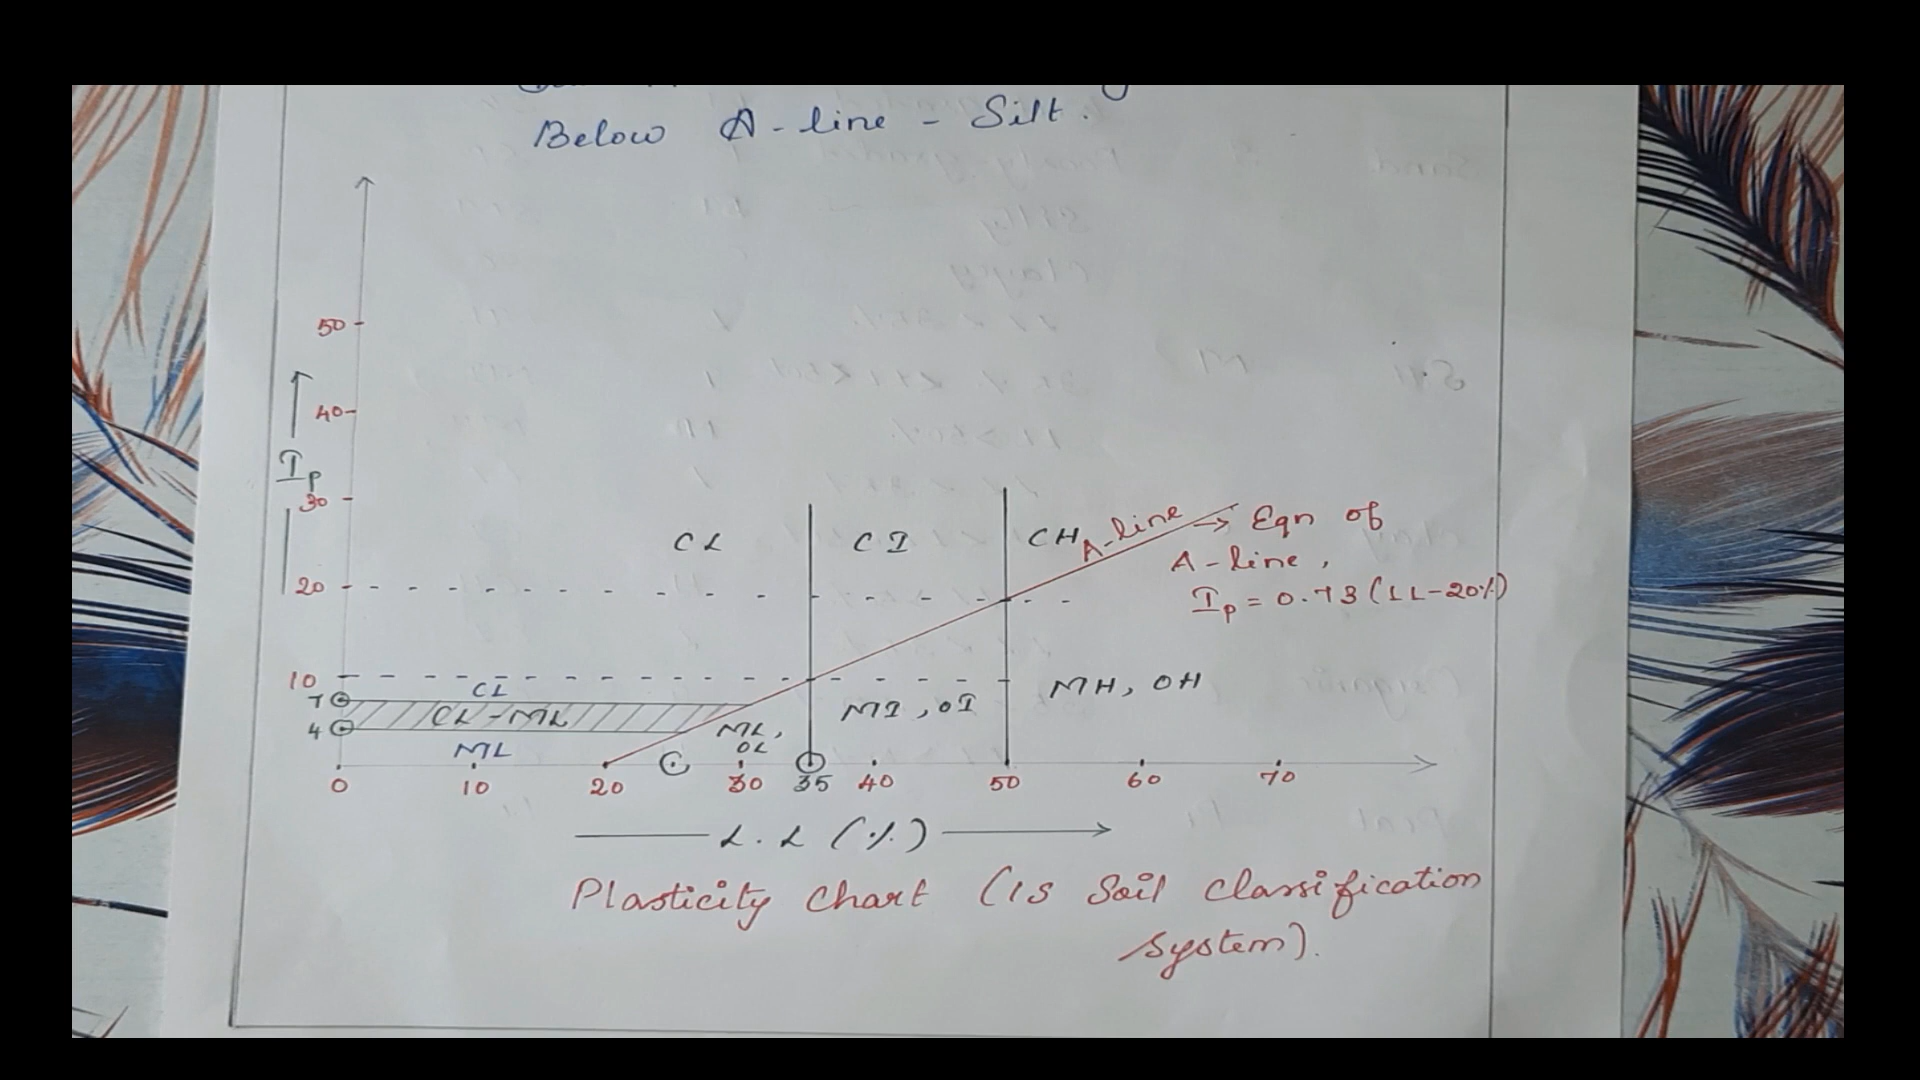 Below A-line - Silt.
50
40
Ip
30
CL
CI
CH
A-line → Eqn of
A-line,
Ip = 0.73 (LL-20%)
20
10
CL
7
CL-ML
4
ML
ML,
OL
MI, OI
MH, OH
0 10 20 30 35 40 50 60 70
L.L (%)
Plasticity chart (IS Soil classification
system).